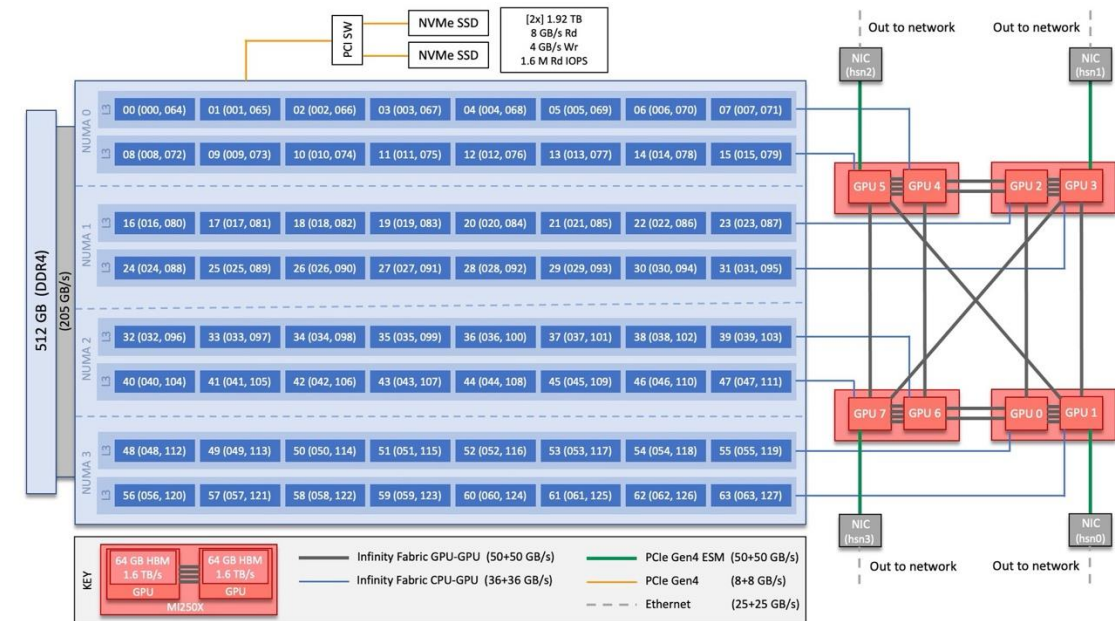 PCI SW
NVMe SSD
NVMe SSD
[2x] 1.92 TB
8 GB/s Rd
4 GB/s Wr
1.6 M Rd IOPS
Out to network
Out to network
NIC
(hsn2)
NIC
(hsn1)
512 GB (DDR4)
(205 GB/s)
NUMA 0
L3
00 (000, 064) 01 (001, 065) 02 (002, 066) 03 (003, 067) 04 (004, 068) 05 (005, 069) 06 (006, 070) 07 (007, 071)
L3
08 (008, 072) 09 (009, 073) 10 (010, 074) 11 (011, 075) 12 (012, 076) 13 (013, 077) 14 (014, 078) 15 (015, 079)
NUMA 1
L3
16 (016, 080) 17 (017, 081) 18 (018, 082) 19 (019, 083) 20 (020, 084) 21 (021, 085) 22 (022, 086) 23 (023, 087)
L3
24 (024, 088) 25 (025, 089) 26 (026, 090) 27 (027, 091) 28 (028, 092) 29 (029, 093) 30 (030, 094) 31 (031, 095)
NUMA 2
L3
32 (032, 096) 33 (033, 097) 34 (034, 098) 35 (035, 099) 36 (036, 100) 37 (037, 101) 38 (038, 102) 39 (039, 103)
L3
40 (040, 104) 41 (041, 105) 42 (042, 106) 43 (043, 107) 44 (044, 108) 45 (045, 109) 46 (046, 110) 47 (047, 111)
NUMA 3
L3
48 (048, 112) 49 (049, 113) 50 (050, 114) 51 (051, 115) 52 (052, 116) 53 (053, 117) 54 (054, 118) 55 (055, 119)
L3
56 (056, 120) 57 (057, 121) 58 (058, 122) 59 (059, 123) 60 (060, 124) 61 (061, 125) 62 (062, 126) 63 (063, 127)
GPU 5 GPU 4 GPU 2 GPU 3
GPU 7 GPU 6 GPU 0 GPU 1
NIC
(hsn3)
NIC
(hsn0)
Out to network
Out to network
KEY
64 GB HBM
1.6 TB/s
GPU
64 GB HBM
1.6 TB/s
GPU
MI250X
Infinity Fabric GPU-GPU (50+50 GB/s)
Infinity Fabric CPU-GPU (36+36 GB/s)
PCIe Gen4 ESM (50+50 GB/s)
PCIe Gen4 (8+8 GB/s)
Ethernet (25+25 GB/s)